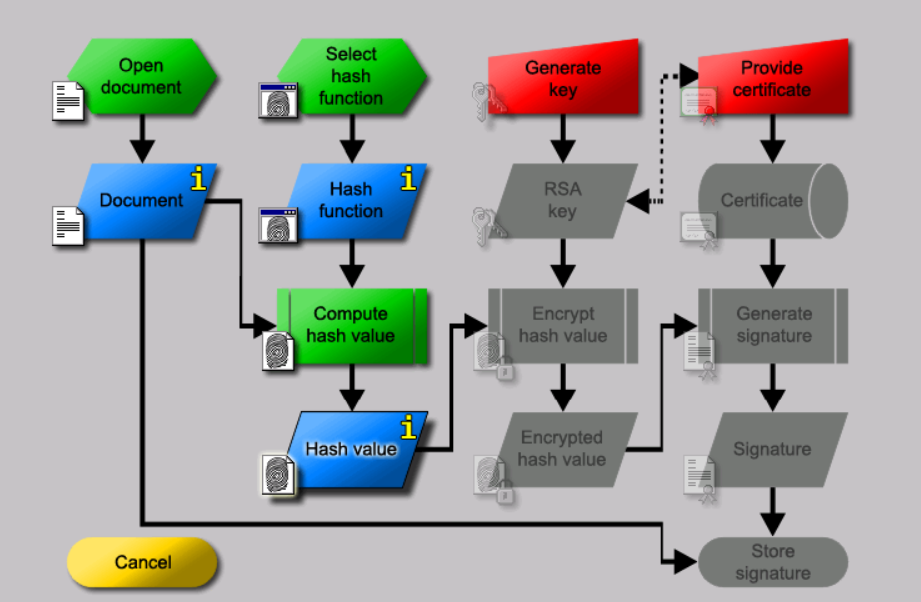 Open
document
Select
hash
function
Generate
key
Provide
certificate
Document
i
Hash
function
i
RSA
key
Certificate
Compute
hash value
Encrypt
hash value
Generate
signature
Hash value
i
Encrypted
hash value
Signature
Cancel
Store
signature